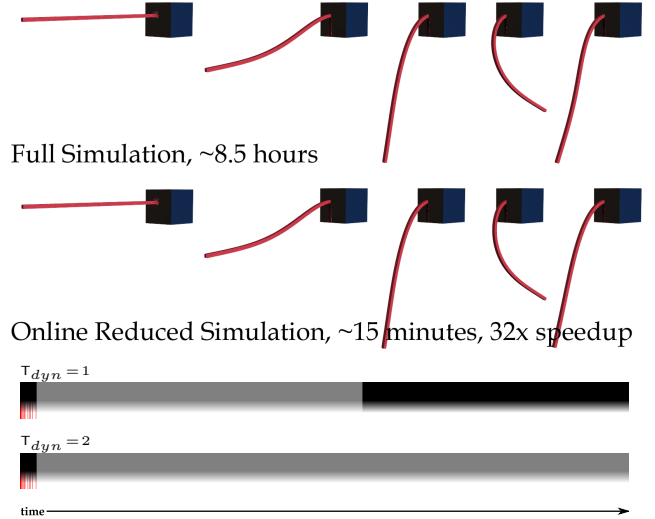 Full Simulation, ~8.5 hours
Online Reduced Simulation, ~15 minutes, 32x speedup
T_dyn = 1
T_dyn = 2
time